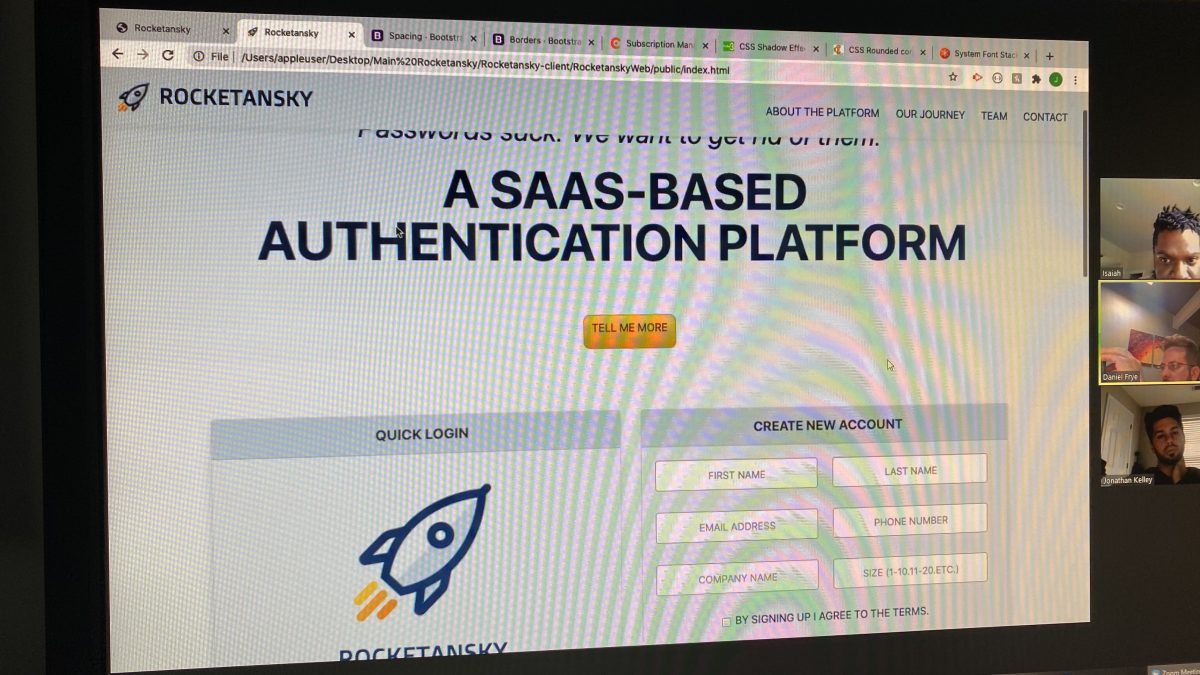 Rocketansky
Rocketansky
Spacing · Bootstr
Borders · Bootstra
Subscription Man
CSS Shadow Effe
CSS Rounded cor
System Font Stac
File
/Users/appleuser/Desktop/Main%20Rocketansky/Rocketansky-client/RocketanskyWeb/public/index.html
J
ROCKETANSKY
ABOUT THE PLATFORM
OUR JOURNEY
TEAM
CONTACT
Passwords suck. We want to get rid of them.
A SAAS-BASED
AUTHENTICATION PLATFORM
TELL ME MORE
QUICK LOGIN
CREATE NEW ACCOUNT
FIRST NAME
LAST NAME
EMAIL ADDRESS
PHONE NUMBER
COMPANY NAME
SIZE (1-10.11-20.ETC.)
BY SIGNING UP I AGREE TO THE TERMS.
ROCKETANSKY
Isaiah
Daniel Frye
Jonathan Kelley
Zoom Meetin